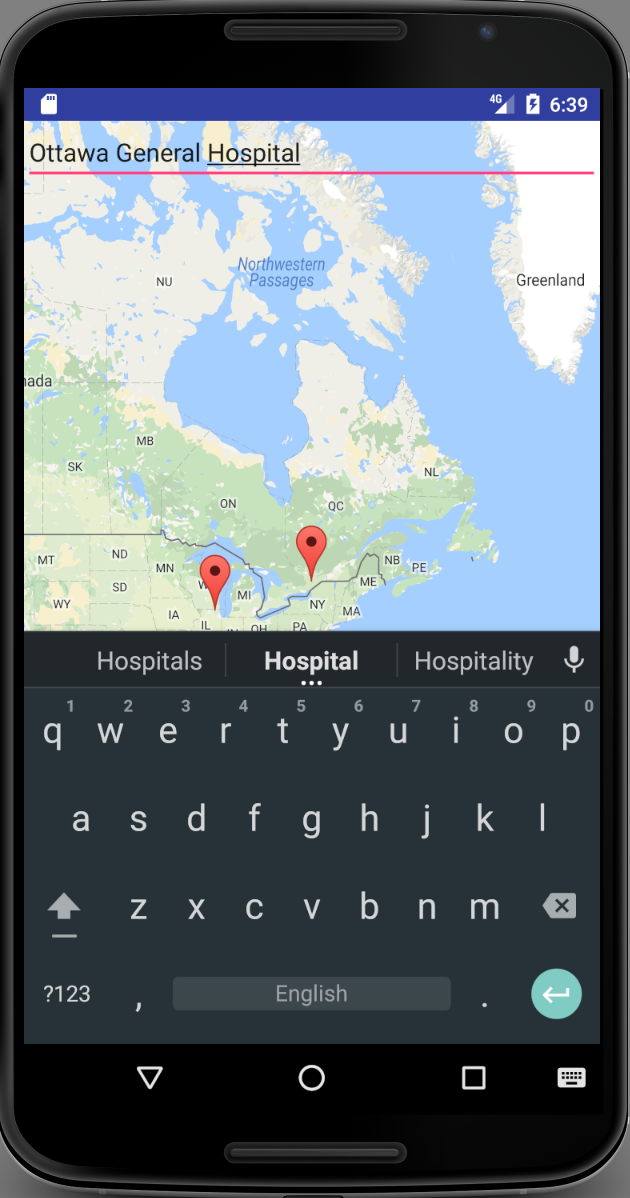 4G 6:39
Ottawa General Hospital
Northwestern
Passages
NU
Greenland
nada
MB
SK
NL
ON
QC
MT
ND
NB
PE
MN
SD
ME
WY
MI
NY
MA
IA
IL
OH
PA
Hospitals Hospital Hospitality
1 2 3 4 5 6 7 8 9 0
q w e r t y u i o p
a s d f g h j k l
z x c v b n m
?123 , English .